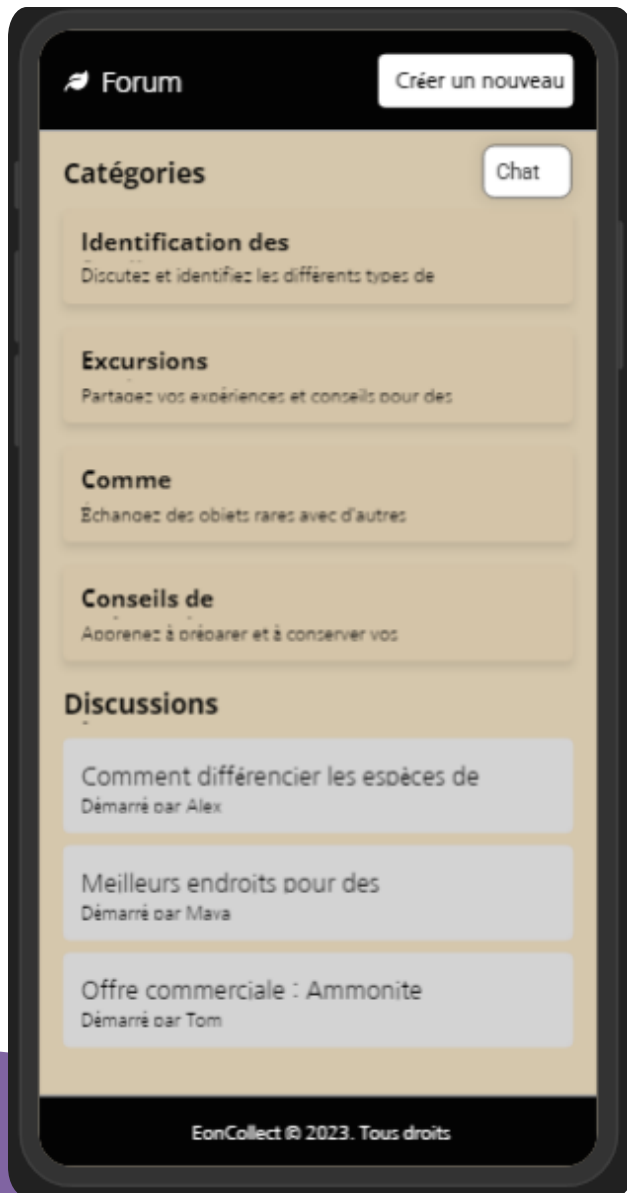 Forum
Créer un nouveau
Catégories
Chat
Identification des
Discutez et identifiez les différents types de
Excursions
Partagez vos expériences et conseils pour des
Comme
Échangez des objets rares avec d'autres
Conseils de
Apprenez à préparer et à conserver vos
Discussions
Comment différencier les espèces de
Démarré par Alex
Meilleurs endroits pour des
Démarré par Maya
Offre commerciale : Ammonite
Démarré par Tom
EonCollect © 2023. Tous droits